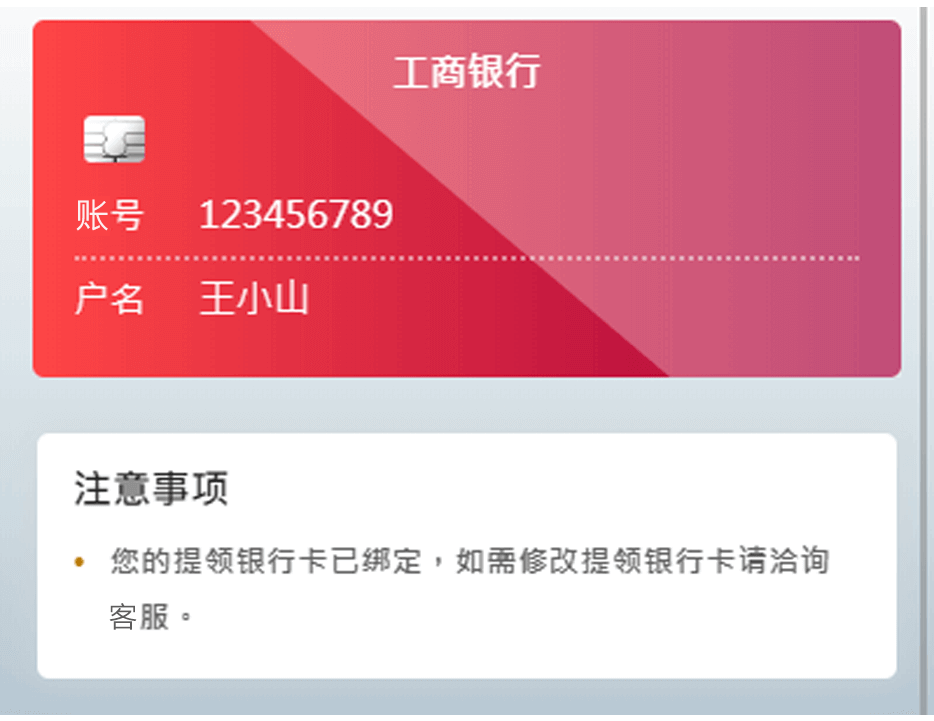 工商银行
账号 123456789
户名 王小山
注意事项
• 您的提领银行卡已绑定，如需修改提领银行卡请洽询
客服。